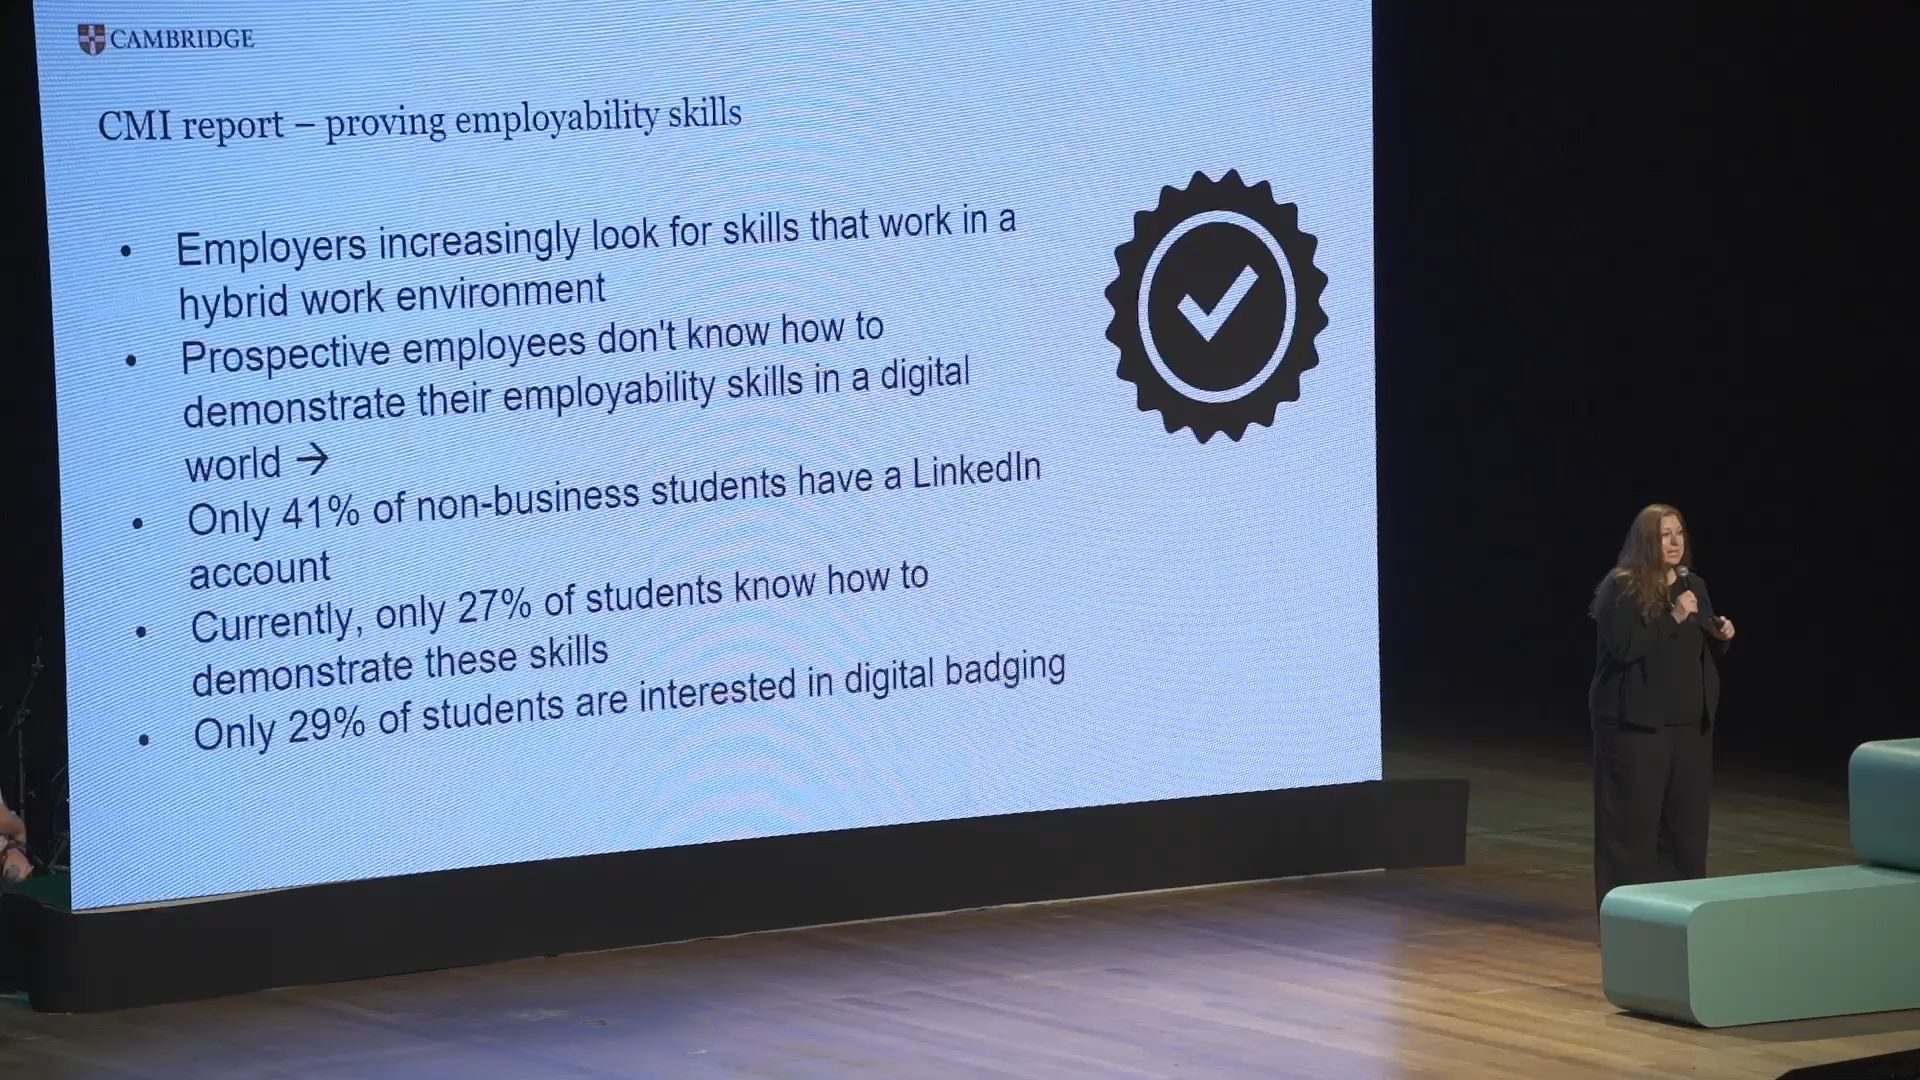 CAMBRIDGE
CMI report – proving employability skills
• Employers increasingly look for skills that work in a
hybrid work environment
• Prospective employees don't know how to
demonstrate their employability skills in a digital
world →
• Only 41% of non-business students have a LinkedIn
account
• Currently, only 27% of students know how to
demonstrate these skills
• Only 29% of students are interested in digital badging